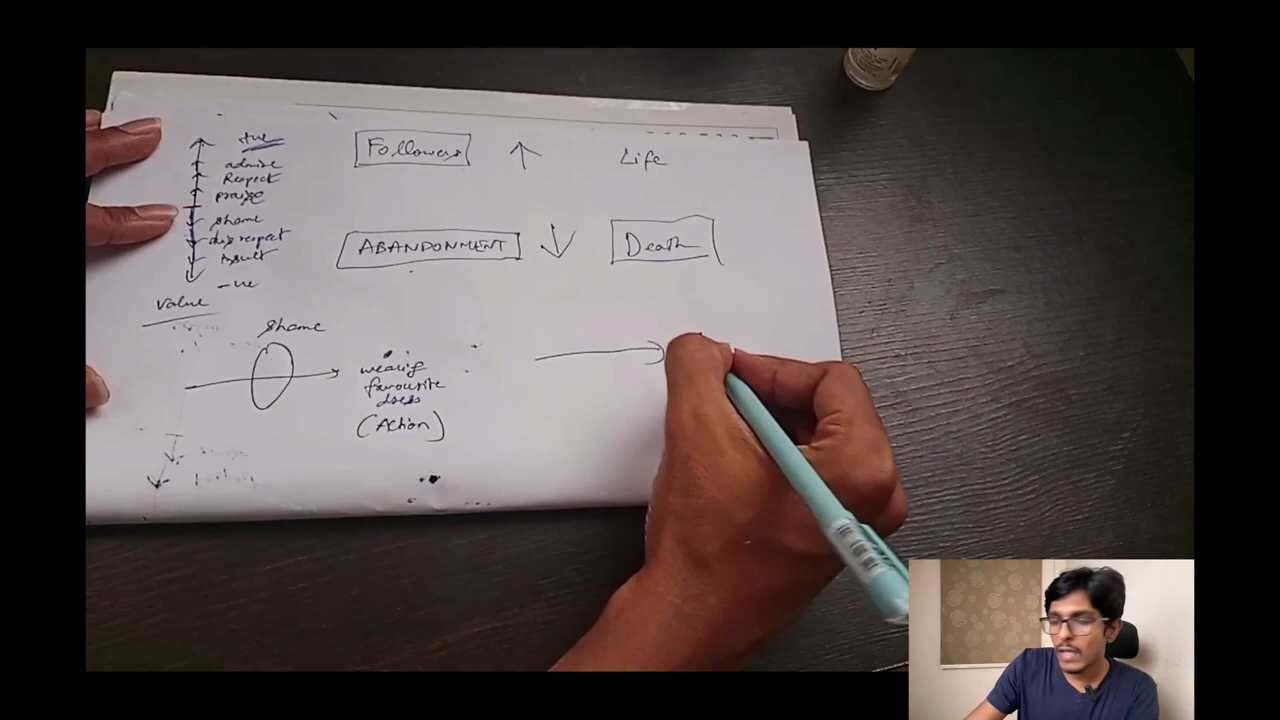 +ve
admire
Respect
praise
shame
disrespect
insult
-ve
value
Followers
Life
ABANDONMENT
Death
shame
wearing
favourite
dress
(Action)